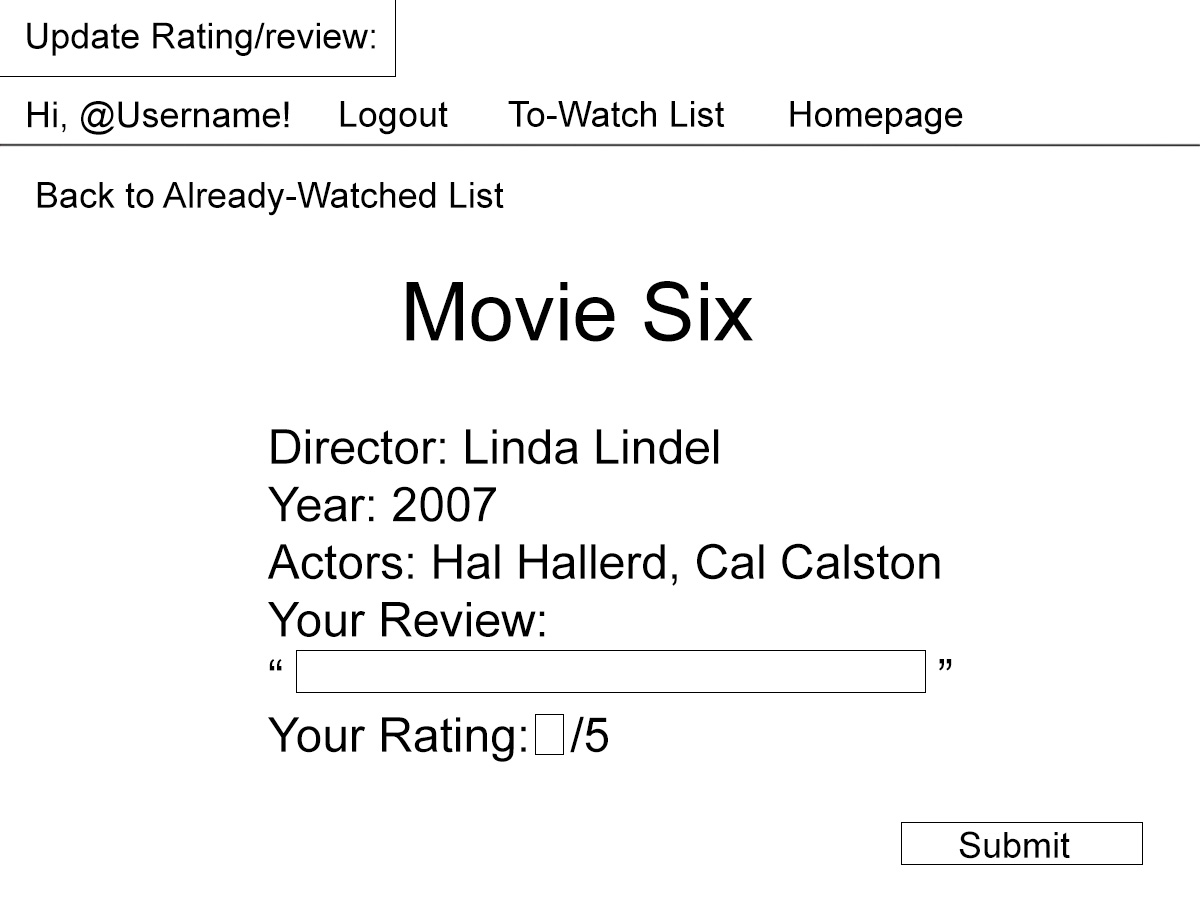 Update Rating/review:
Hi, @Username! Logout To-Watch List Homepage
Back to Already-Watched List
Movie Six
Director: Linda Lindel
Year: 2007
Actors: Hal Hallerd, Cal Calston
Your Review:
“ ”
Your Rating: /5
Submit